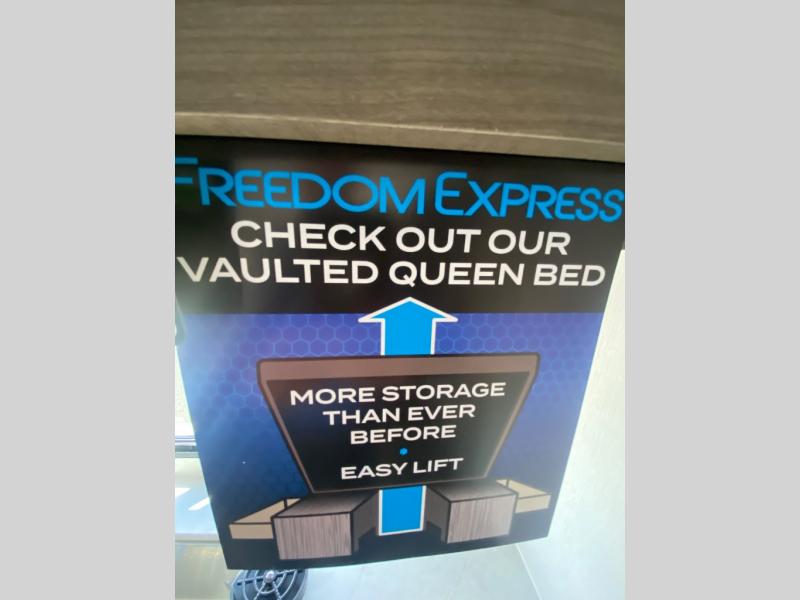 FREEDOM EXPRESS
CHECK OUT OUR
VAULTED QUEEN BED
MORE STORAGE
THAN EVER
BEFORE
•
EASY LIFT